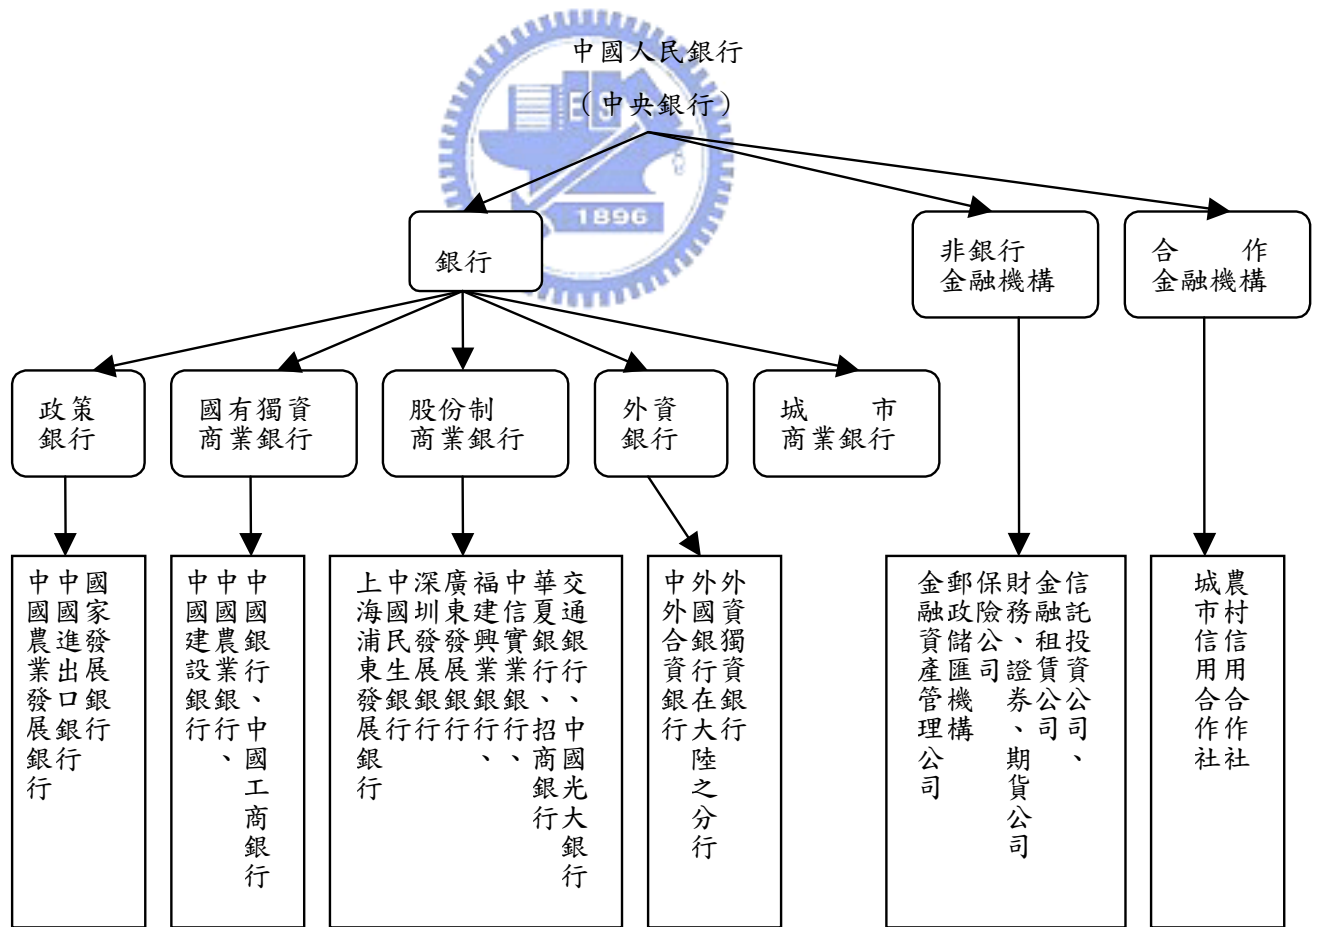 中國人民銀行
（中央銀行）
1896
銀行
非銀行
金融機構
合　　作
金融機構
政策
銀行
國有獨資
商業銀行
股份制
商業銀行
外資
銀行
城　　市
商業銀行
國家發展銀行
中國進出口銀行
中國農業發展銀行
中國銀行、中國工商銀行
中國農業銀行、
中國建設銀行
交通銀行、中國光大銀行
華夏銀行、招商銀行
中信實業銀行、
福建興業銀行、
廣東發展銀行
深圳發展銀行
中國民生銀行
上海浦東發展銀行
外資獨資銀行
外國銀行在大陸之分行
中外合資銀行
信託投資公司、
金融租賃公司
財務、證券、期貨公司
保險公司
郵政儲匯機構
金融資產管理公司
農村信用合作社
城市信用合作社